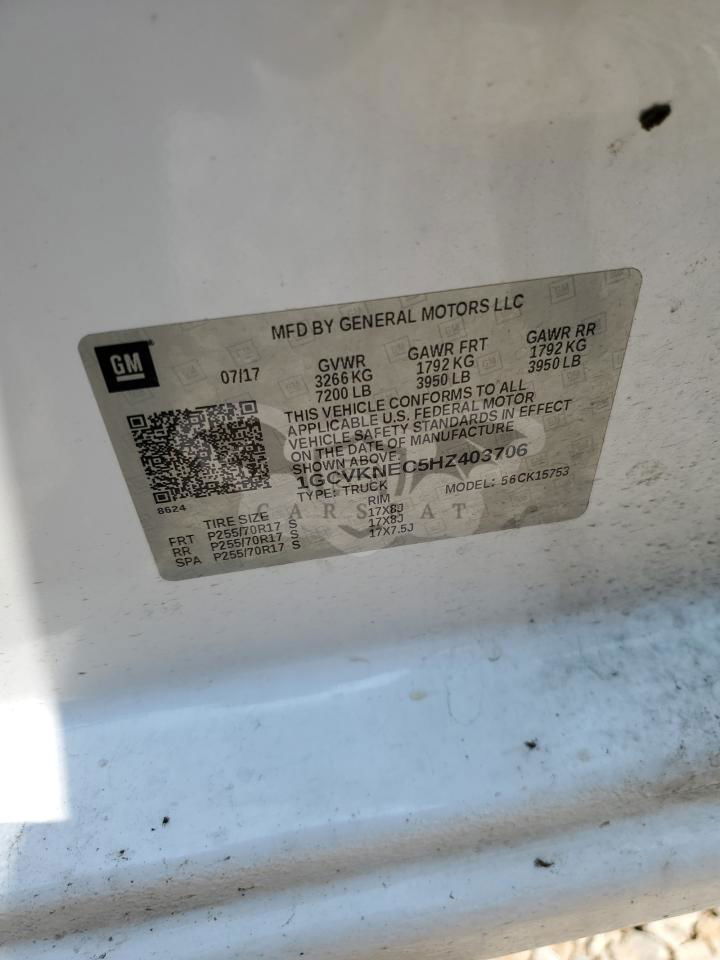 MFD BY GENERAL MOTORS LLC
GM
07/17
GVWR
3266 KG
7200 LB
GAWR FRT
1792 KG
3950 LB
GAWR RR
1792 KG
3950 LB
THIS VEHICLE CONFORMS TO ALL
APPLICABLE U.S. FEDERAL MOTOR
VEHICLE SAFETY STANDARDS IN EFFECT
ON THE DATE OF MANUFACTURE
SHOWN ABOVE.
1GCVKNEC5HZ403706
TYPE: TRUCK
MODEL: 56CK15753
8624
TIRE SIZE RIM
FRT P255/70R17 S 17X8J
RR P255/70R17 S 17X8J
SPA P255/70R17 S 17X7.5J